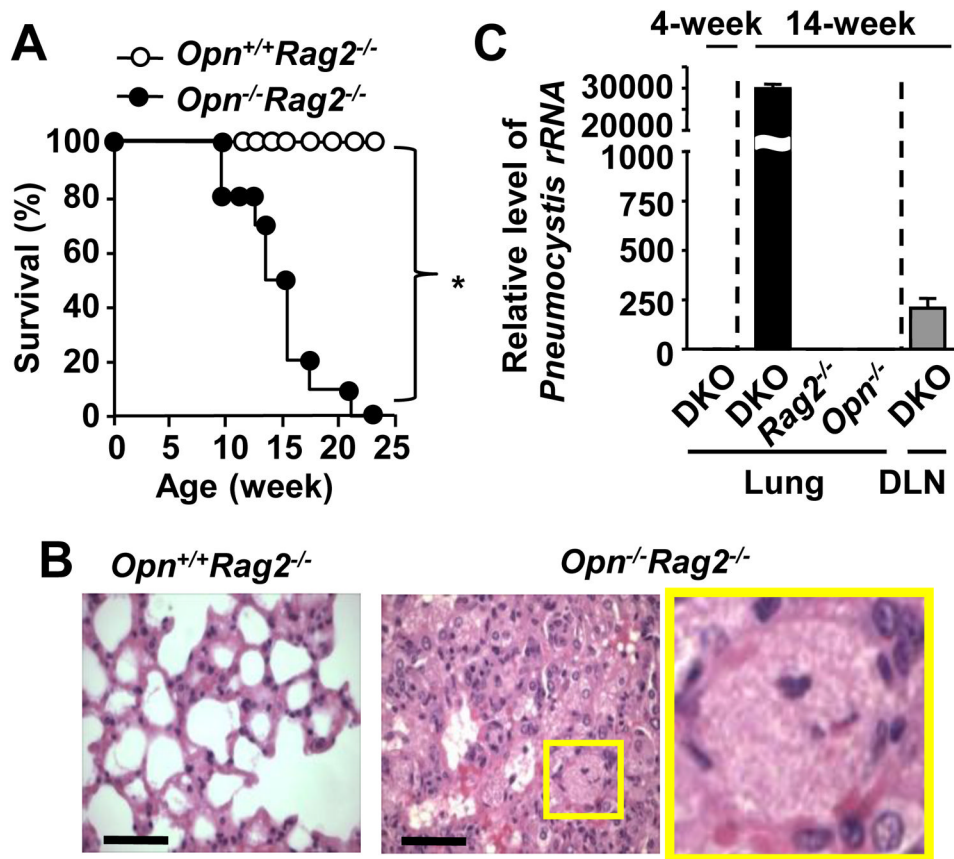 A
Opn+/+Rag2-/-
Opn-/-Rag2-/-
Survival (%)
100
80
60
40
20
0
0 5 10 15 20 25
Age (week)
*
C
4-week 14-week
Relative level of
Pneumocystis rRNA
30000
20000
1000
750
500
250
0
DKO DKO Rag2-/- Opn-/- DKO
Lung DLN
B
Opn+/+Rag2-/- Opn-/-Rag2-/-